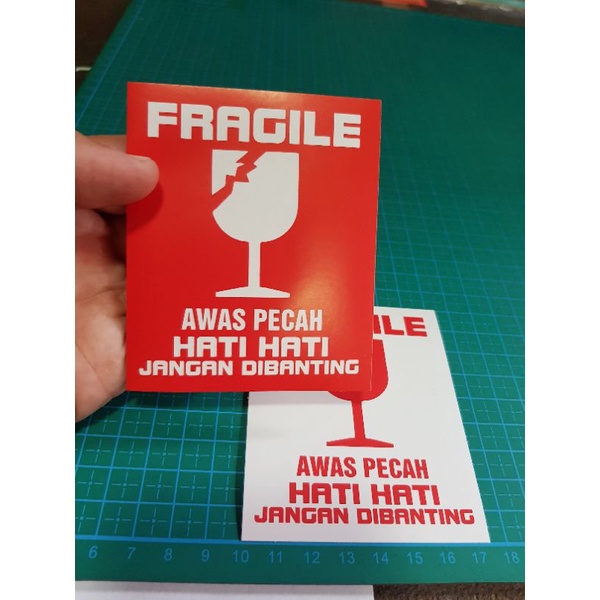 FRAGILE
AWAS PECAH
HATI HATI
JANGAN DIBANTING
ILE
AWAS PECAH
HATI HATI
JANGAN DIBANTING
6 7 8 9 10 11 12 13 14 15 16 17 18